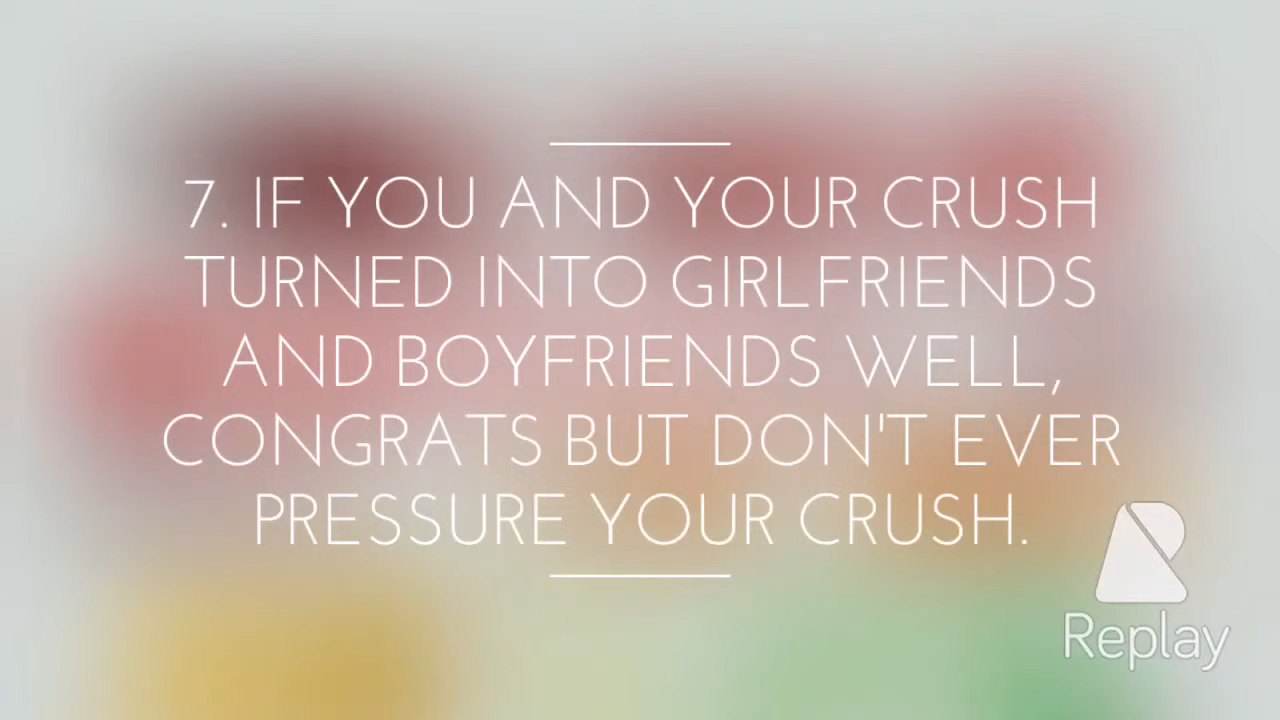 7. IF YOU AND YOUR CRUSH
TURNED INTO GIRLFRIENDS
AND BOYFRIENDS WELL,
CONGRATS BUT DON'T EVER
PRESSURE YOUR CRUSH.
Replay